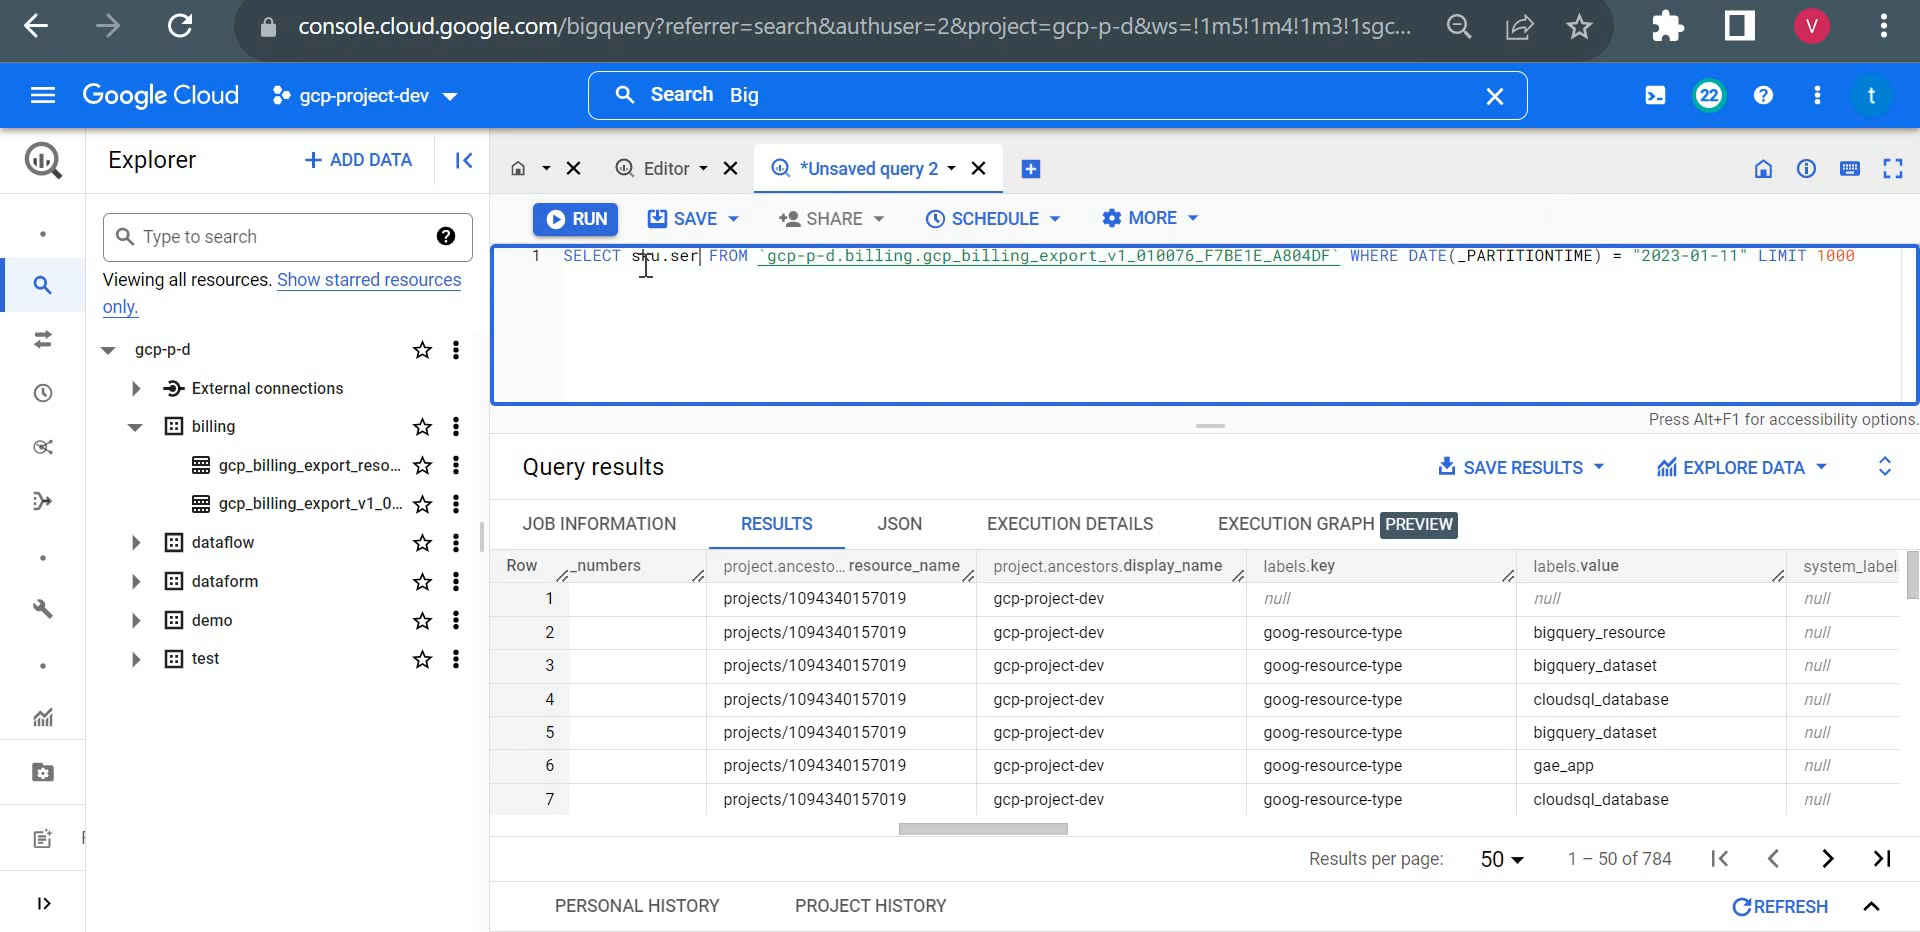 console.cloud.google.com/bigquery?referrer=search&authuser=2&project=gcp-p-d&ws=!1m5!1m4!1m3!1sgc...
V
Google Cloud
gcp-project-dev
Search Big
22
t
Explorer
+ ADD DATA
Editor
*Unsaved query 2
RUN
SAVE
SHARE
SCHEDULE
MORE
Type to search
Viewing all resources. Show starred resources
only.
1 SELECT sku.ser FROM `gcp-p-d.billing.gcp_billing_export_v1_010076_F7BE1E_A804DF` WHERE DATE(_PARTITIONTIME) = "2023-01-11" LIMIT 1000
gcp-p-d
External connections
billing
gcp_billing_export_reso...
gcp_billing_export_v1_0...
dataflow
dataform
demo
test
Press Alt+F1 for accessibility options.
Query results
SAVE RESULTS
EXPLORE DATA
JOB INFORMATION
RESULTS
JSON
EXECUTION DETAILS
EXECUTION GRAPH PREVIEW
Row _numbers project.ancesto... resource_name project.ancestors.display_name labels.key labels.value system_label
1 projects/1094340157019 gcp-project-dev null null null
2 projects/1094340157019 gcp-project-dev goog-resource-type bigquery_resource null
3 projects/1094340157019 gcp-project-dev goog-resource-type bigquery_dataset null
4 projects/1094340157019 gcp-project-dev goog-resource-type cloudsql_database null
5 projects/1094340157019 gcp-project-dev goog-resource-type bigquery_dataset null
6 projects/1094340157019 gcp-project-dev goog-resource-type gae_app null
7 projects/1094340157019 gcp-project-dev goog-resource-type cloudsql_database null
Results per page: 50 1 – 50 of 784
PERSONAL HISTORY
PROJECT HISTORY
REFRESH